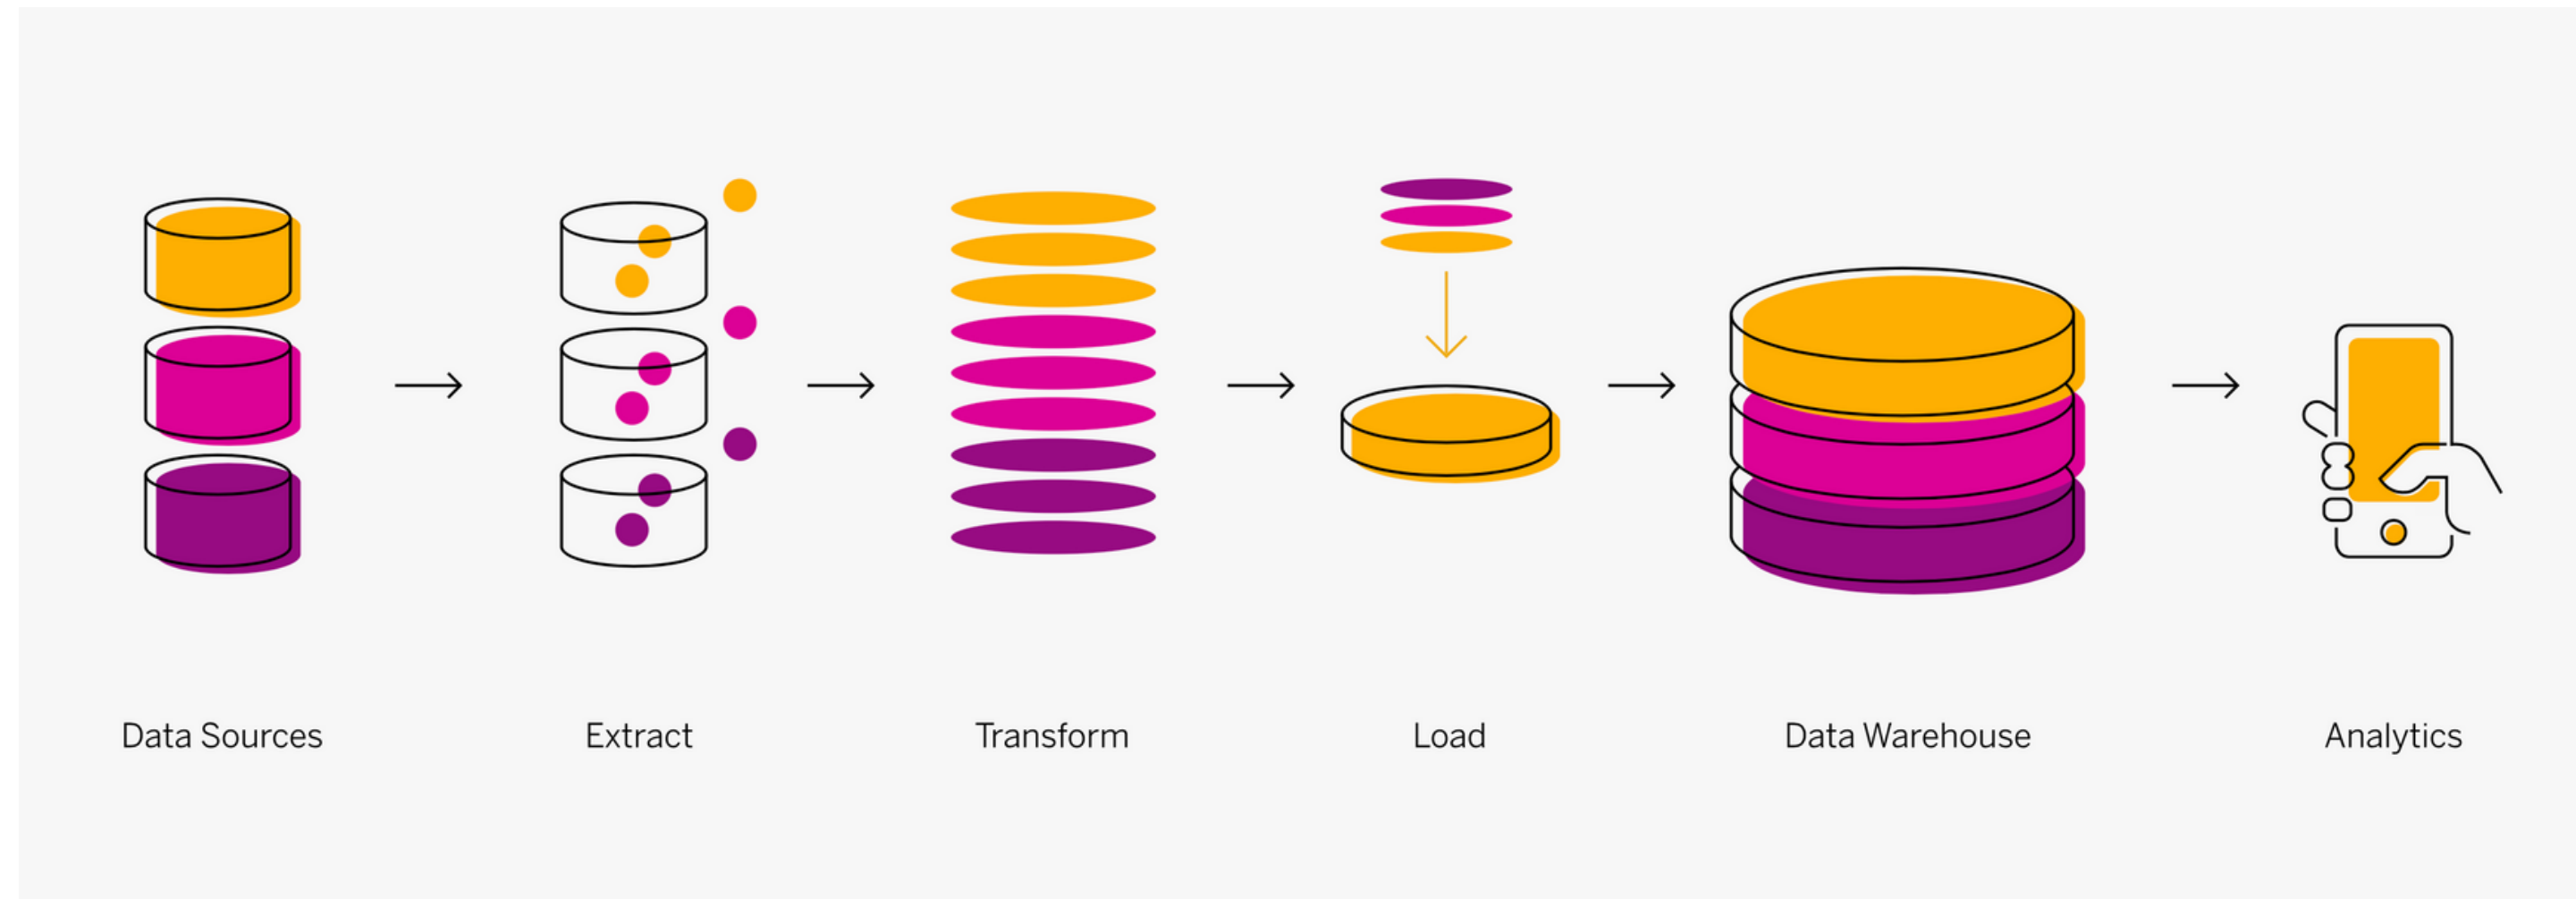 Data Sources
Extract
Transform
Load
Data Warehouse
Analytics